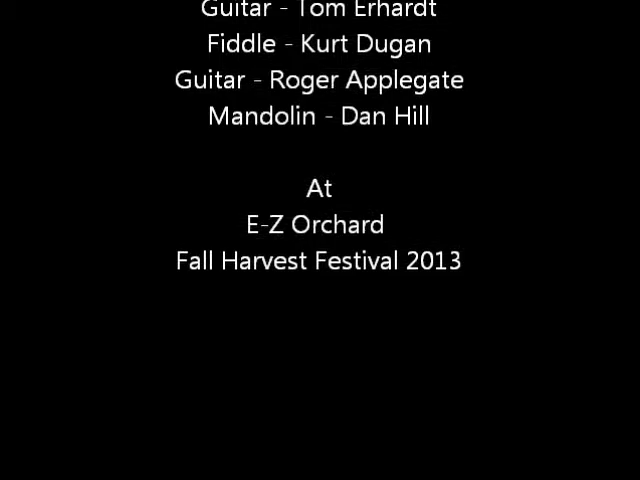 Guitar - Tom Erhardt
Fiddle - Kurt Dugan
Guitar - Roger Applegate
Mandolin - Dan Hill
At
E-Z Orchard
Fall Harvest Festival 2013